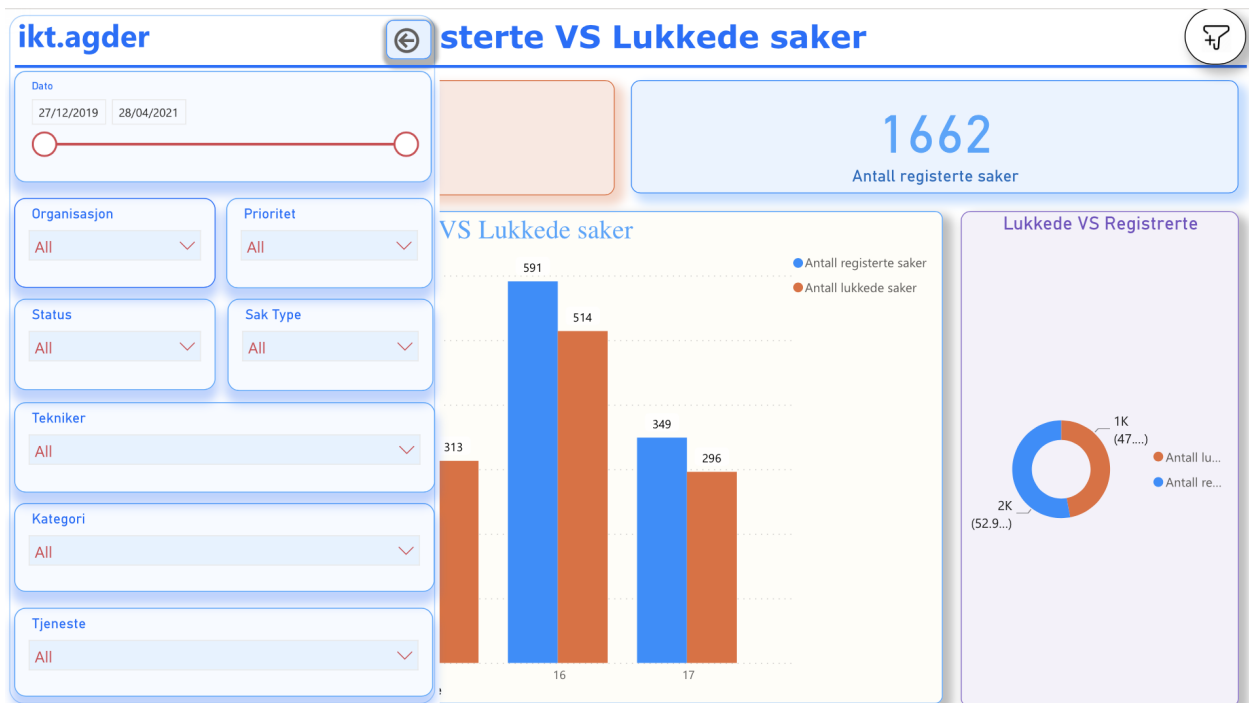 ikt.agder
sterte VS Lukkede saker
Dato
27/12/2019 28/04/2021
1662
Antall registerte saker
Organisasjon
All
Prioritet
All
Status
All
Sak Type
All
Tekniker
All
Kategori
All
Tjeneste
All
VS Lukkede saker
Antall registerte saker
Antall lukkede saker
591
514
313
349
296
16
17
Lukkede VS Registrerte
1K
(47....)
2K
(52.9...)
Antall lu...
Antall re...